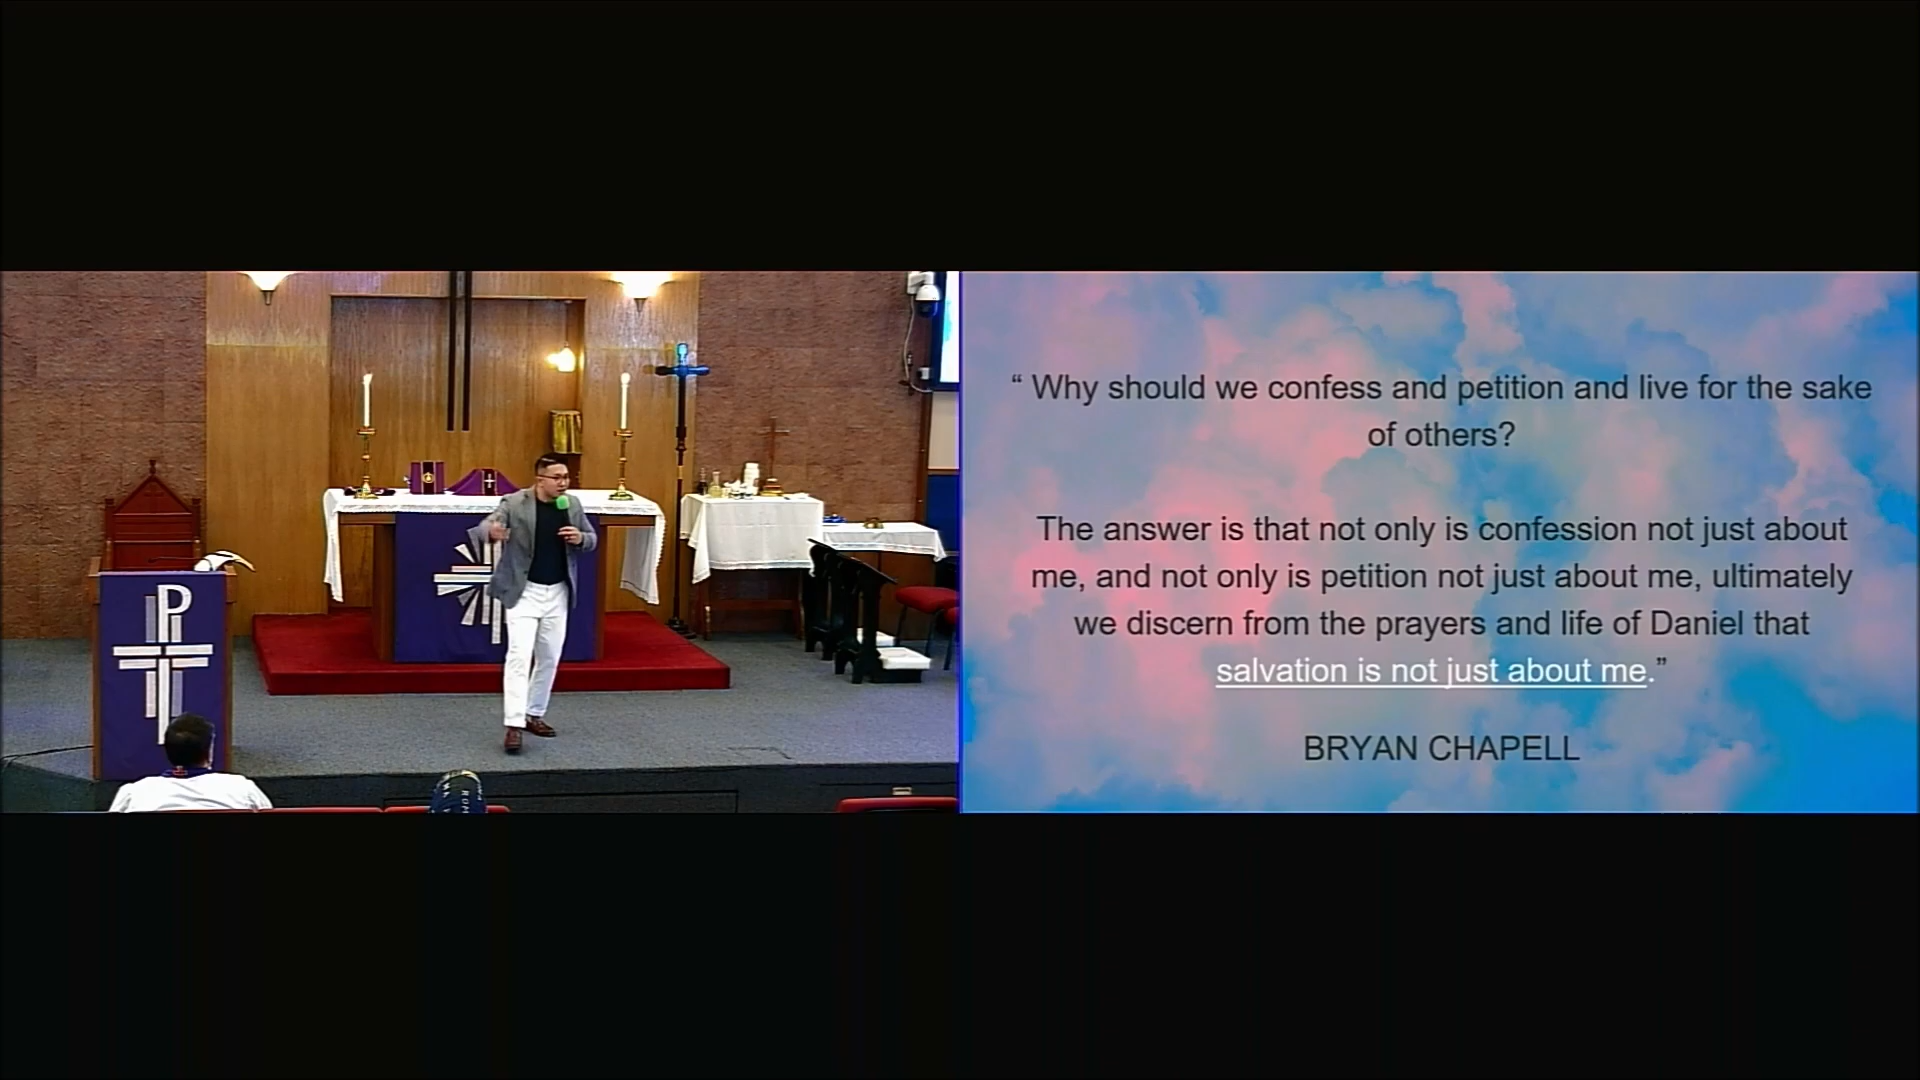 “ Why should we confess and petition and live for the sake
of others?
The answer is that not only is confession not just about
me, and not only is petition not just about me, ultimately
we discern from the prayers and life of Daniel that
salvation is not just about me.”
BRYAN CHAPELL